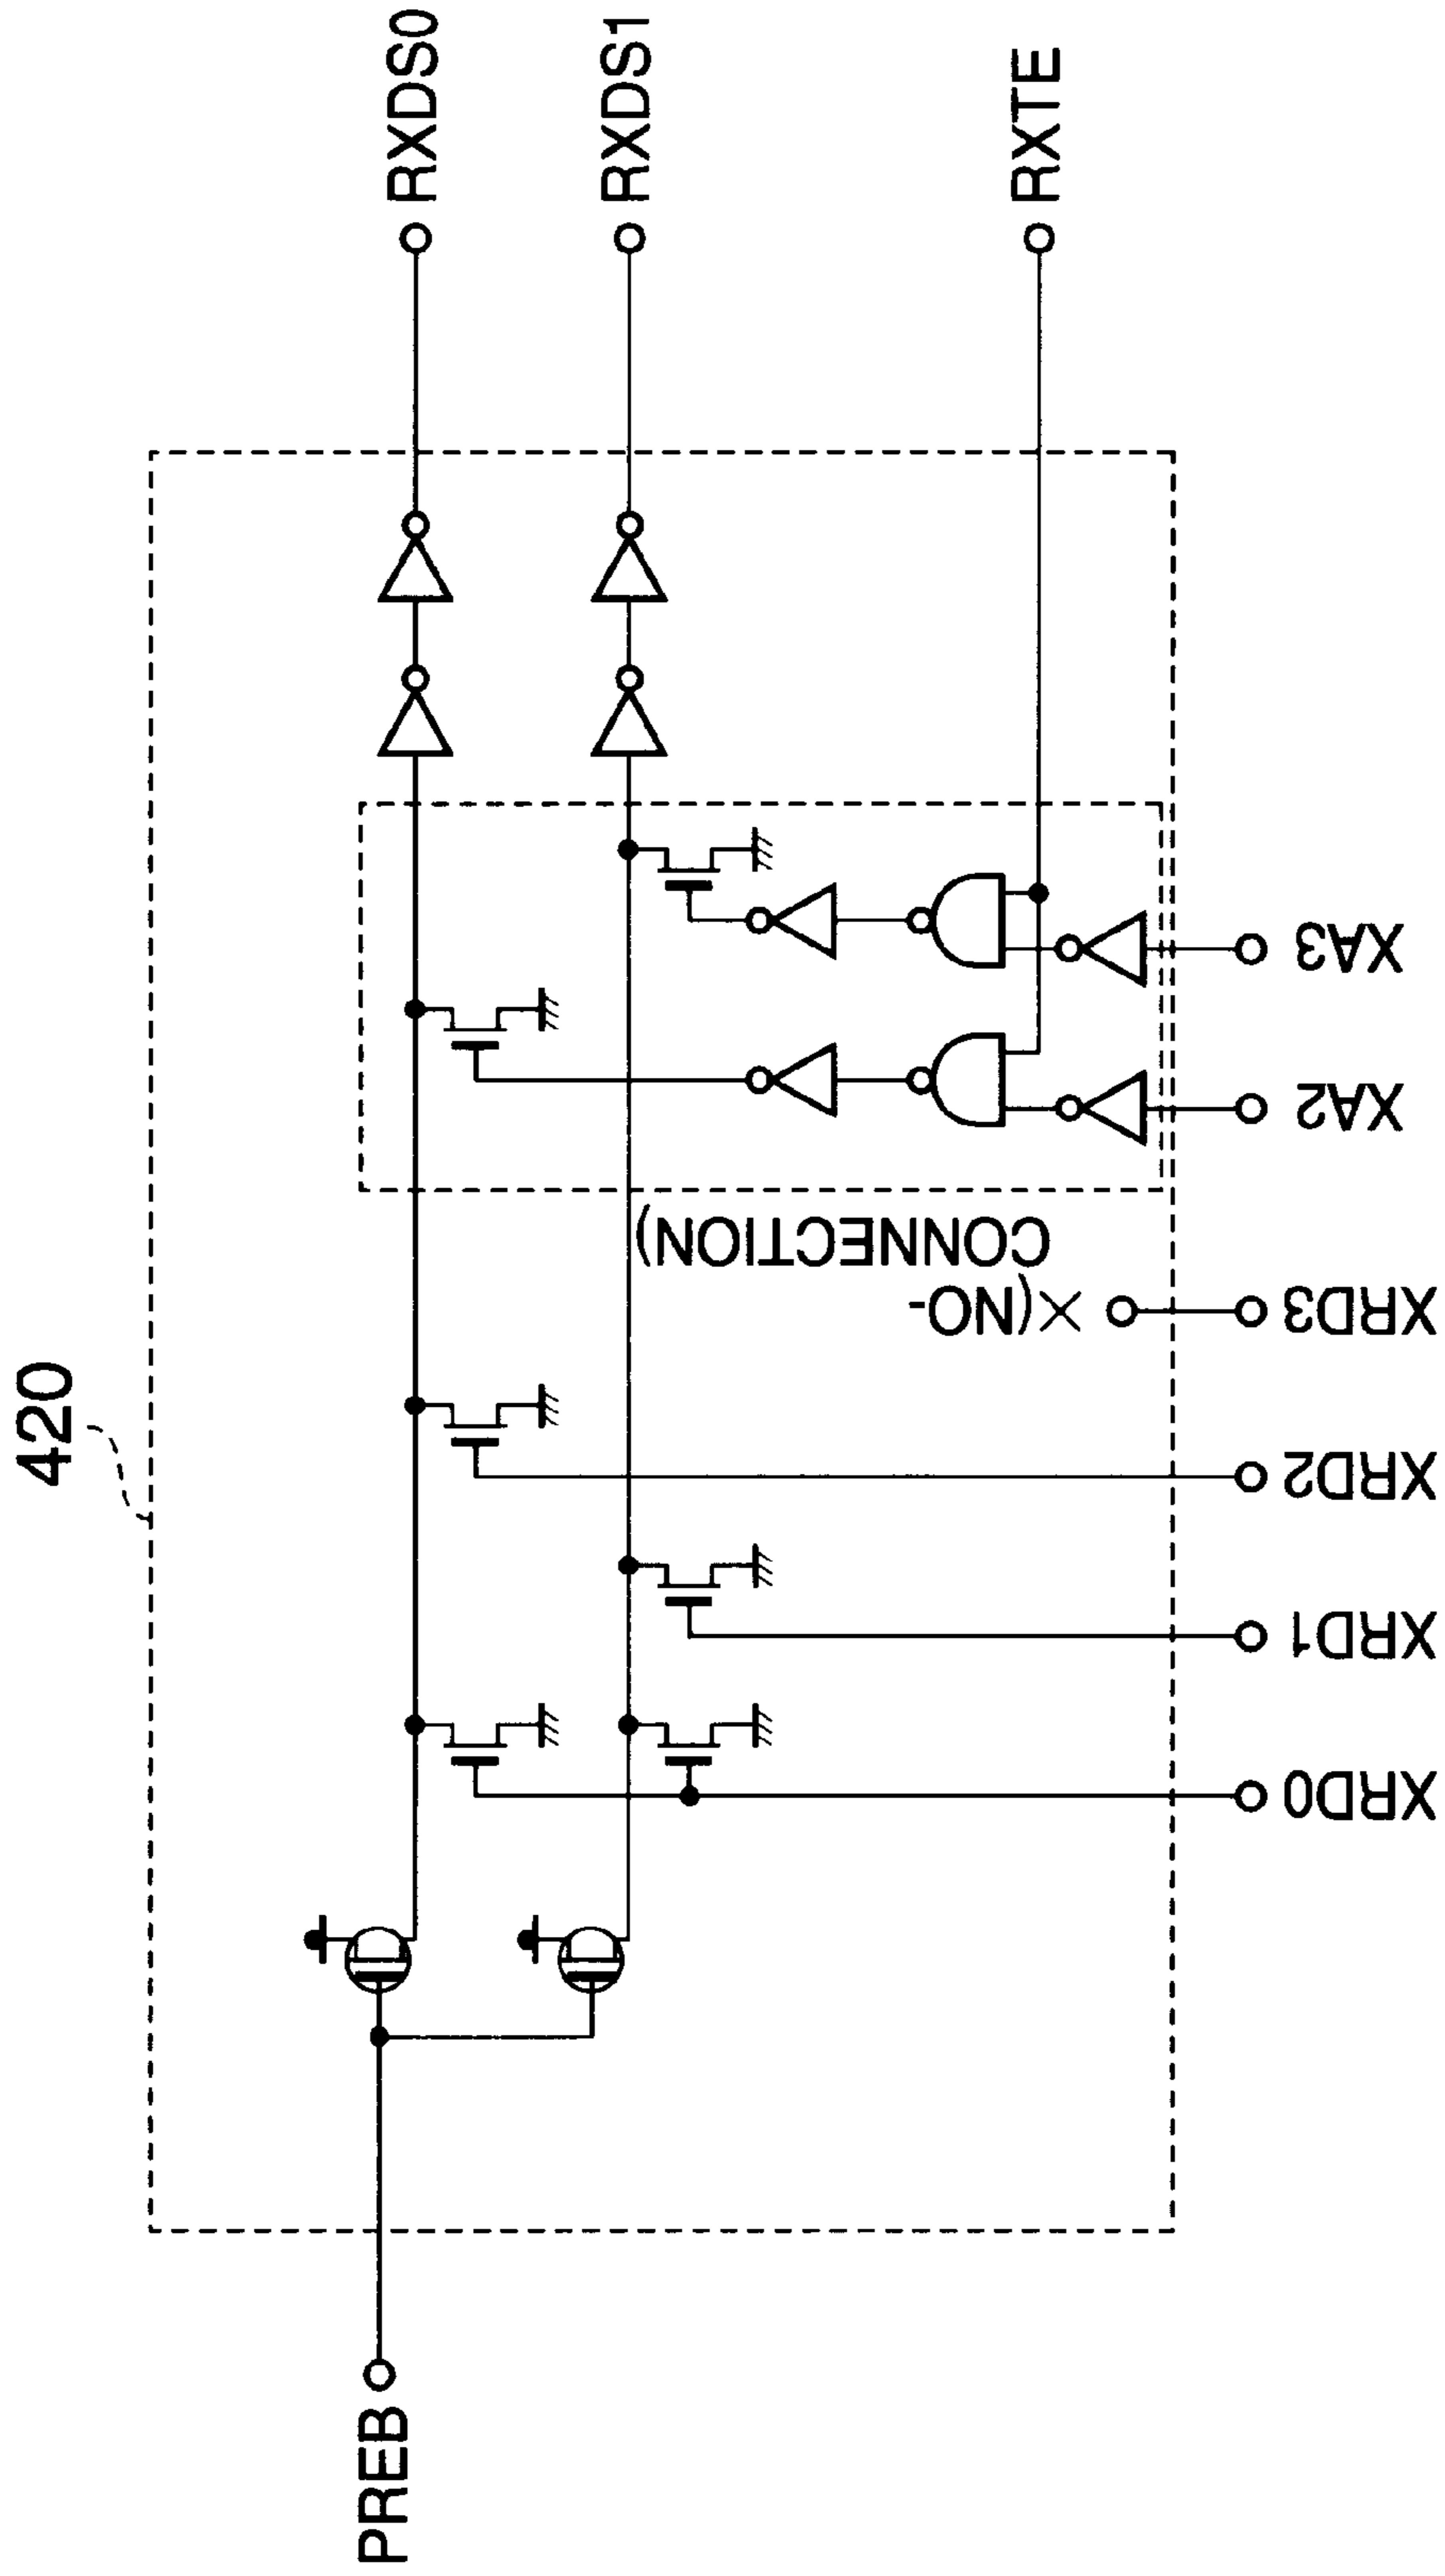 420
RXDS0
RXDS1
RXTE
PREB
XRD0
XRD1
XRD2
XRD3
×(NO-
CONNECTION)
XA2
XA3